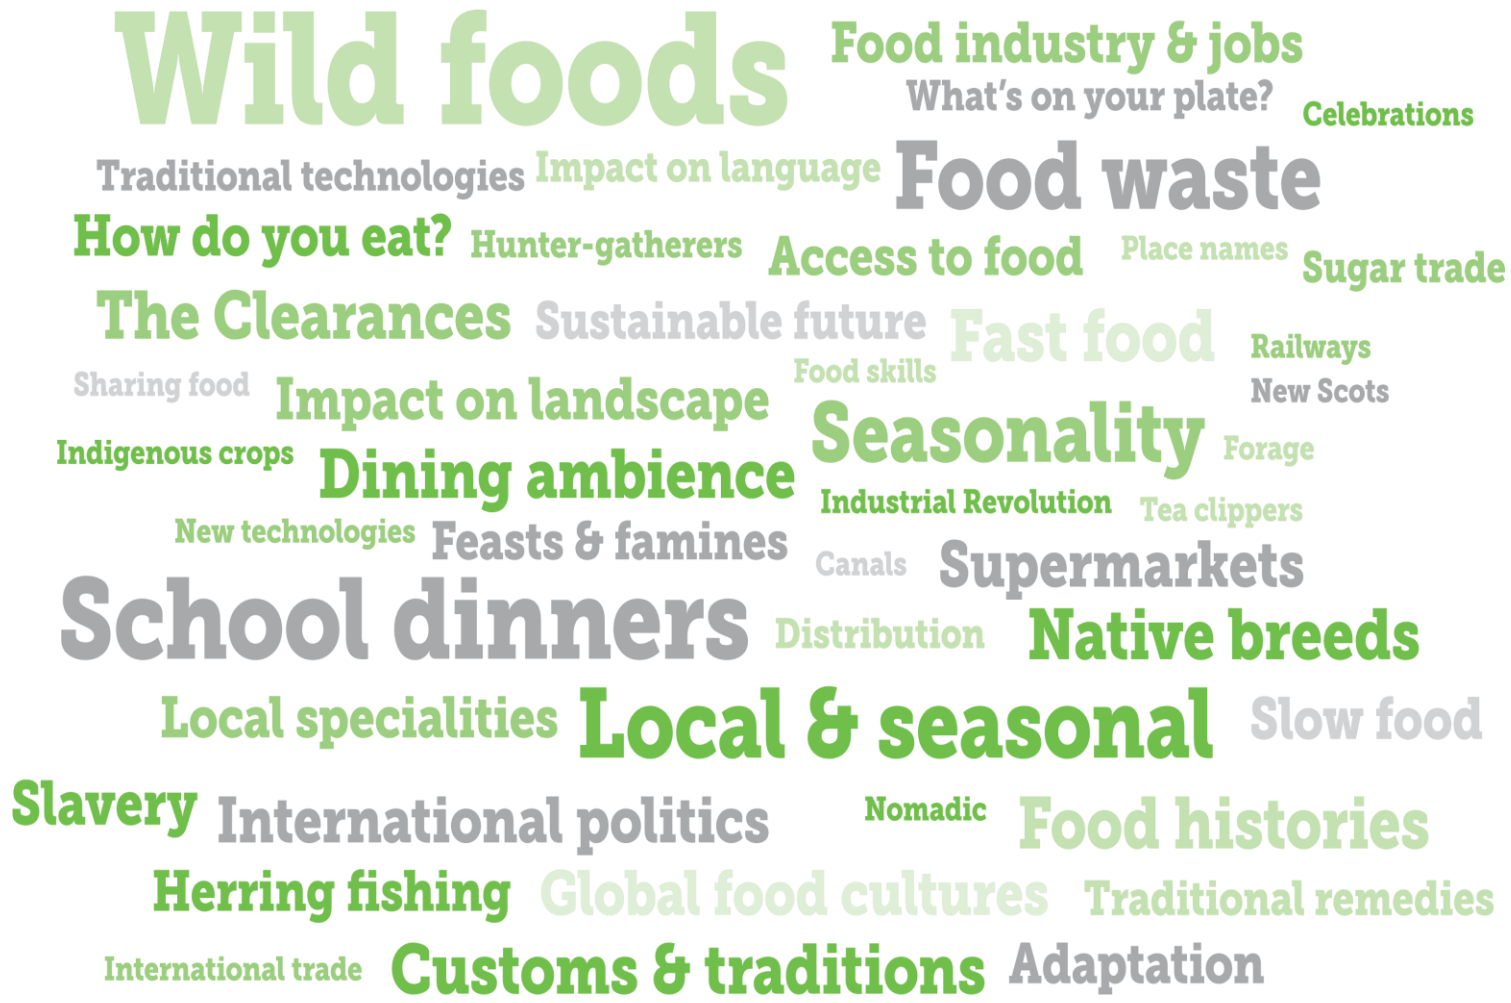 Wild foods
Food industry & jobs
What's on your plate?
Celebrations
Traditional technologies
Impact on language
Food waste
How do you eat?
Hunter-gatherers
Access to food
Place names
Sugar trade
The Clearances
Sustainable future
Fast food
Railways
Sharing food
Impact on landscape
Food skills
New Scots
Seasonality
Forage
Indigenous crops
Dining ambience
Industrial Revolution
Tea clippers
New technologies
Feasts & famines
Canals
Supermarkets
School dinners
Distribution
Native breeds
Local specialities
Local & seasonal
Slow food
Slavery
International politics
Nomadic
Food histories
Herring fishing
Global food cultures
Traditional remedies
International trade
Customs & traditions
Adaptation